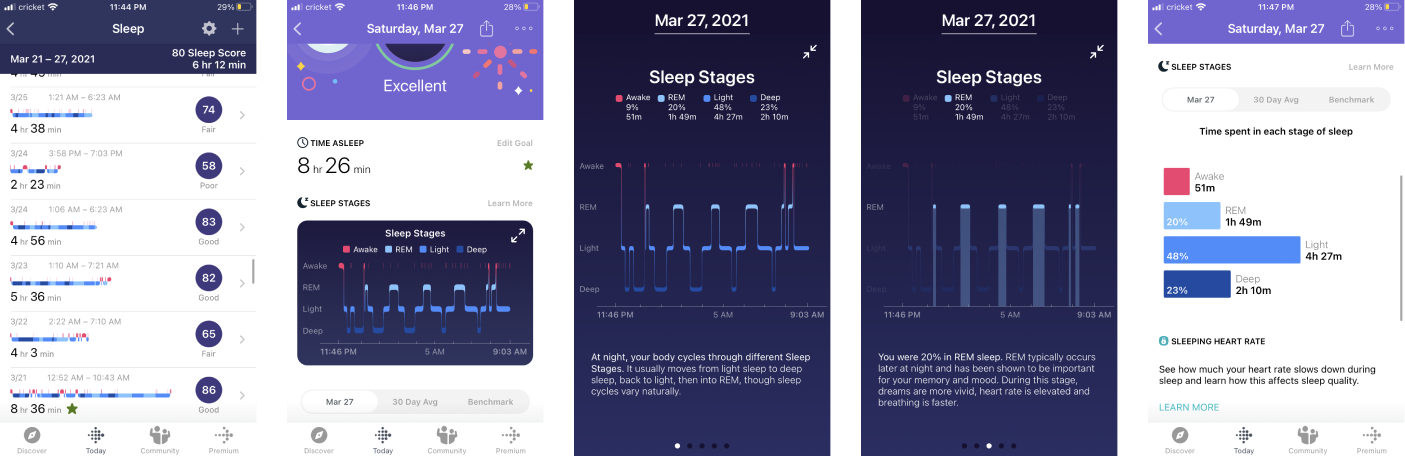 cricket 11:44 PM 29%
Sleep
Mar 21 – 27, 2021
80 Sleep Score
6 hr 12 min
3/25 1:21 AM – 6:23 AM
4 hr 38 min
74
Fair
3/24 3:58 PM – 7:03 PM
2 hr 23 min
58
Poor
3/24 1:06 AM – 6:23 AM
4 hr 56 min
83
Good
3/23 1:10 AM – 7:21 AM
5 hr 36 min
82
Good
3/22 2:22 AM – 7:10 AM
4 hr 3 min
65
Fair
3/21 12:52 AM – 10:43 AM
8 hr 36 min
86
Good
Discover Today Community Premium
cricket 11:46 PM 28%
Saturday, Mar 27
Excellent
TIME ASLEEP Edit Goal
8 hr 26 min
SLEEP STAGES Learn More
Sleep Stages
Awake REM Light Deep
Awake
REM
Light
Deep
11:46 PM 5 AM 9:03 AM
Mar 27 30 Day Avg Benchmark
Discover Today Community Premium
Mar 27, 2021
Sleep Stages
Awake REM Light Deep
9% 20% 48% 23%
51m 1h 49m 4h 27m 2h 10m
Awake
REM
Light
Deep
11:46 PM 5 AM 9:03 AM
At night, your body cycles through different Sleep
Stages. It usually moves from light sleep to deep
sleep, back to light, then into REM, though sleep
cycles vary naturally.
Mar 27, 2021
Sleep Stages
Awake REM Light Deep
9% 20% 48% 23%
51m 1h 49m 4h 27m 2h 10m
Awake
REM
Light
Deep
11:46 PM 5 AM 9:03 AM
You were 20% in REM sleep. REM typically occurs
later at night and has been shown to be important
for your memory and mood. During this stage,
dreams are more vivid, heart rate is elevated and
breathing is faster.
cricket 11:47 PM 28%
Saturday, Mar 27
SLEEP STAGES Learn More
Mar 27 30 Day Avg Benchmark
Time spent in each stage of sleep
Awake
51m
20% REM
1h 49m
48% Light
4h 27m
23% Deep
2h 10m
SLEEPING HEART RATE
See how much your heart rate slows down during
sleep and learn how this affects sleep quality.
LEARN MORE
Discover Today Community Premium